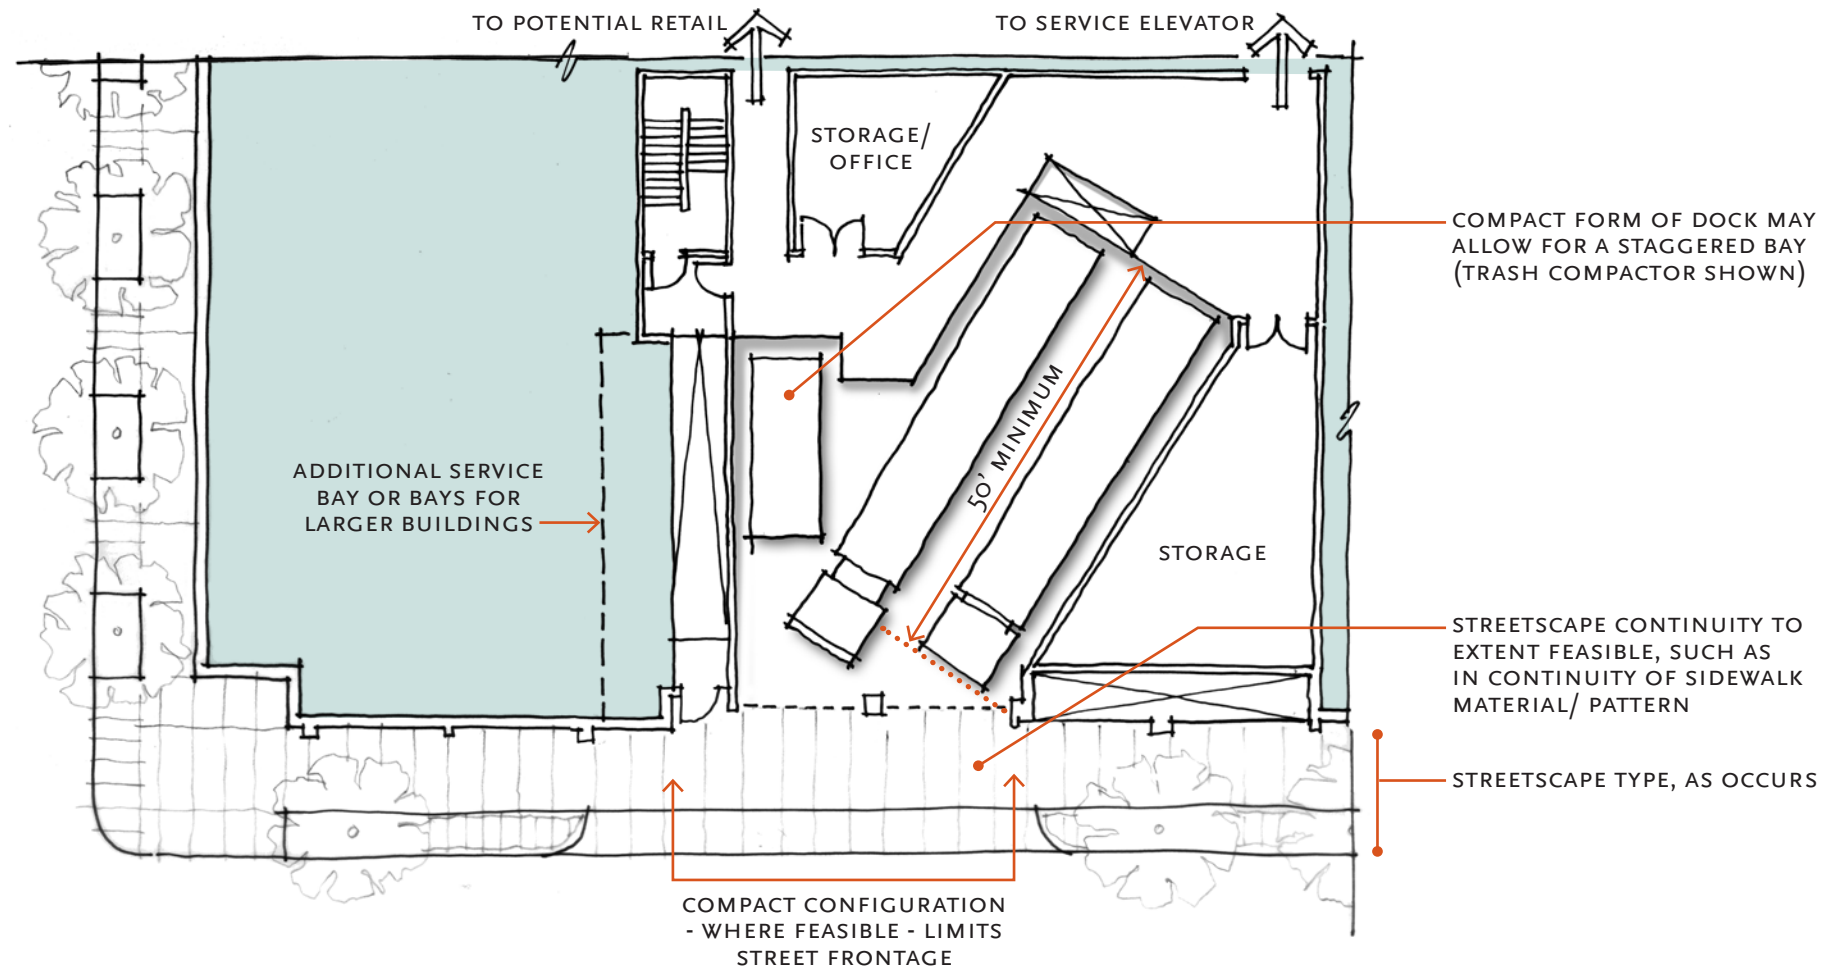 TO POTENTIAL RETAIL
TO SERVICE ELEVATOR
STORAGE/
OFFICE
COMPACT FORM OF DOCK MAY
ALLOW FOR A STAGGERED BAY
(TRASH COMPACTOR SHOWN)
50' MINIMUM
ADDITIONAL SERVICE
BAY OR BAYS FOR
LARGER BUILDINGS
STORAGE
STREETSCAPE CONTINUITY TO
EXTENT FEASIBLE, SUCH AS
IN CONTINUITY OF SIDEWALK
MATERIAL/ PATTERN
STREETSCAPE TYPE, AS OCCURS
COMPACT CONFIGURATION
- WHERE FEASIBLE - LIMITS
STREET FRONTAGE